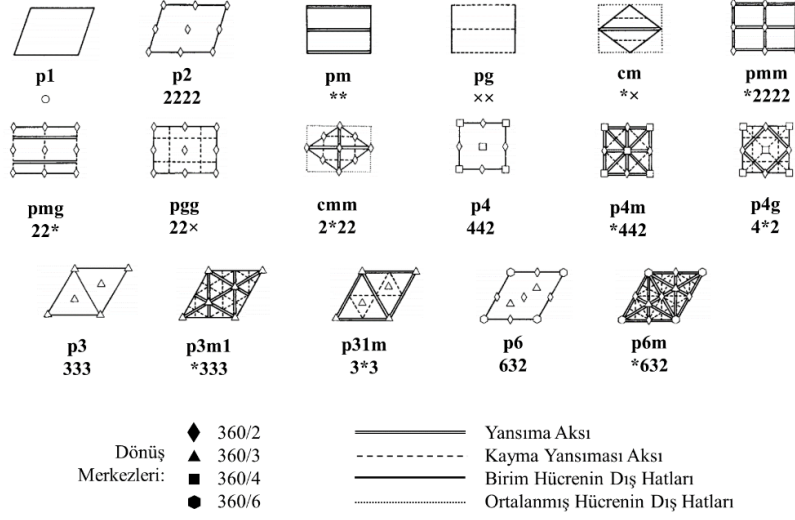 p1 p2 pm pg cm pmm
○ 2222 ** ×× *× *2222
pmg pgg cmm p4 p4m p4g
22* 22× 2*22 442 *442 4*2
p3 p3m1 p31m p6 p6m
333 *333 3*3 632 *632
Dönüş Merkezleri:
360/2
360/3
360/4
360/6
Yansıma Aksı
Kayma Yansıması Aksı
Birim Hücrenin Dış Hatları
Ortalanmış Hücrenin Dış Hatları